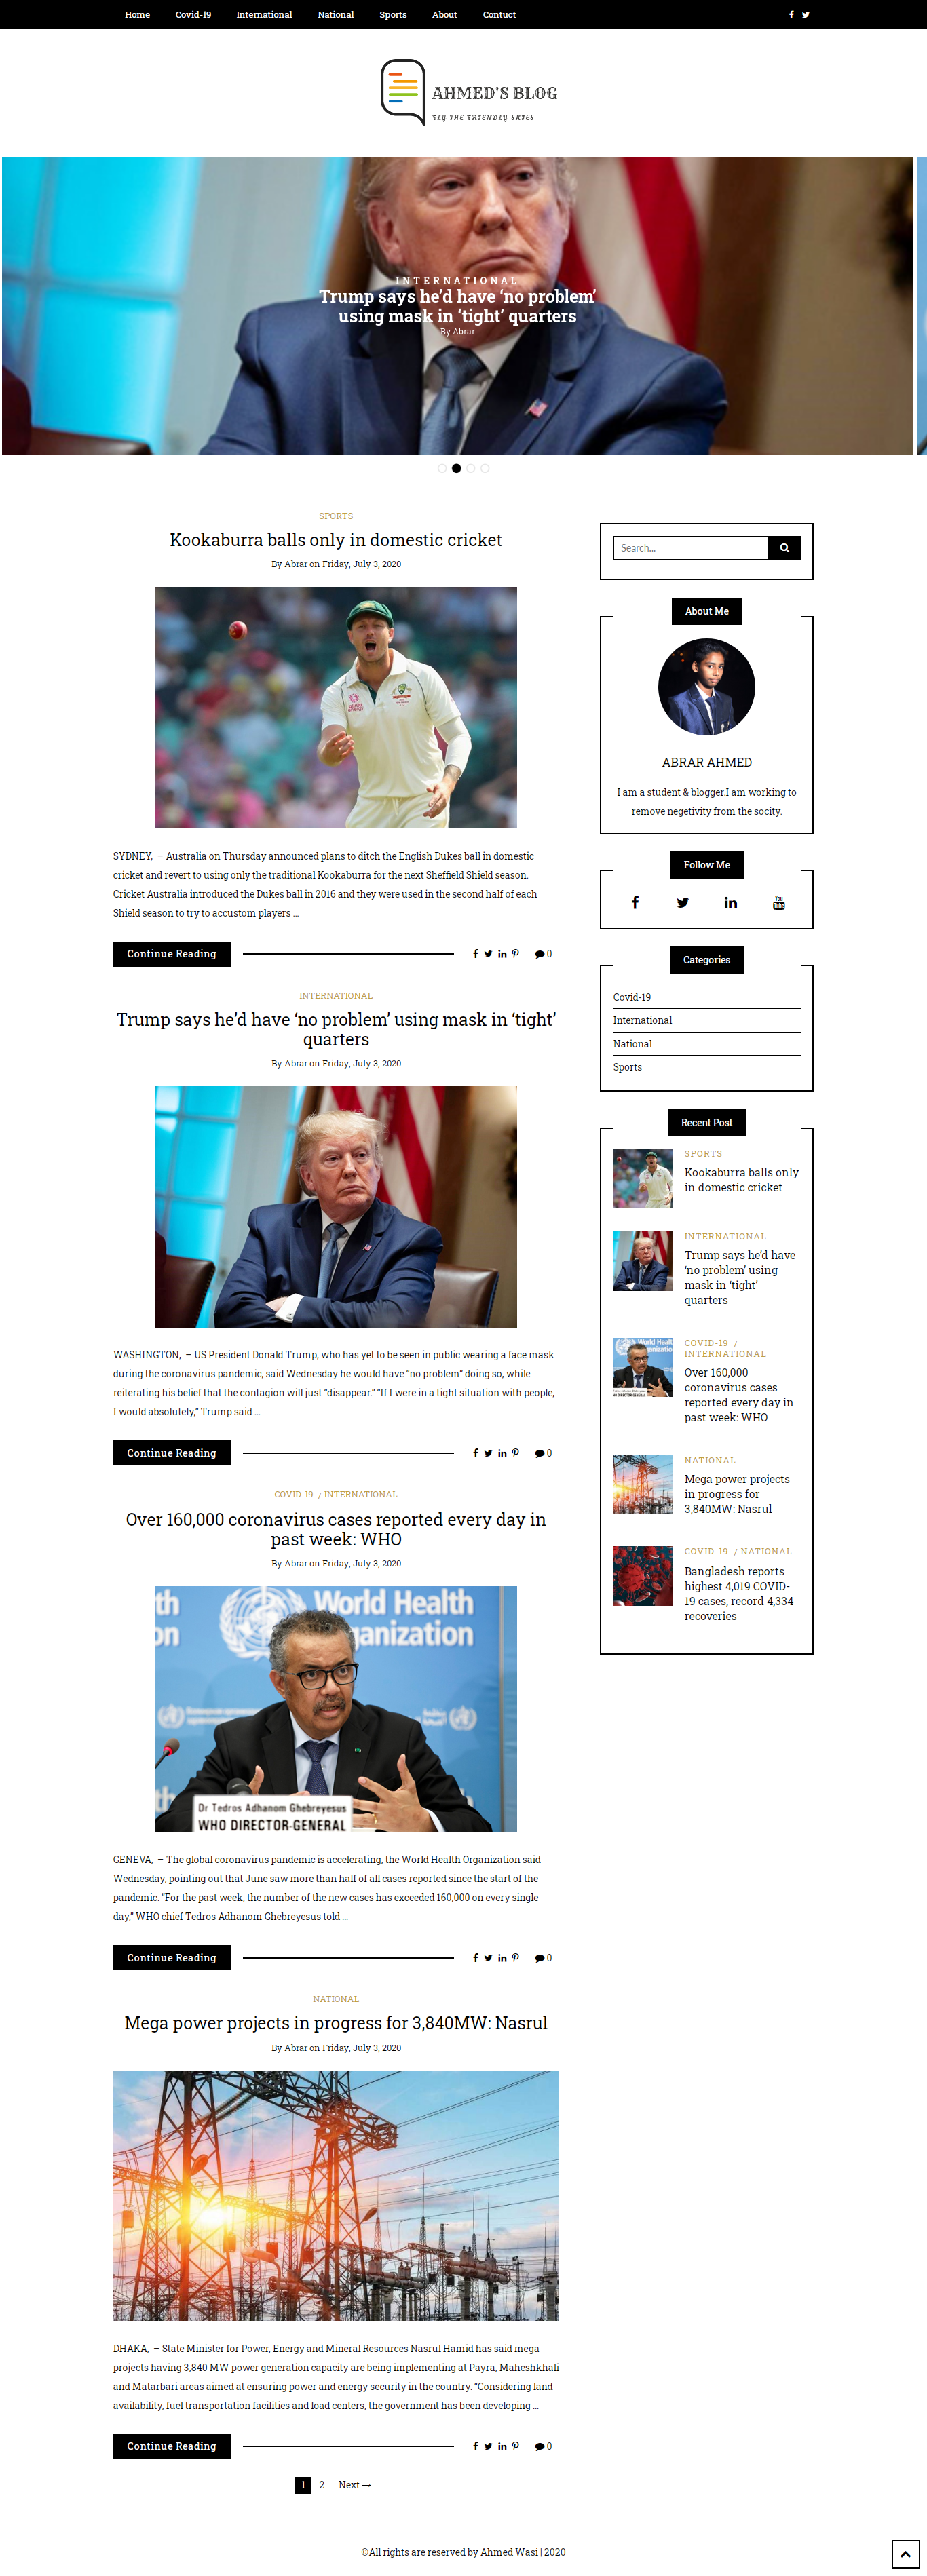 Home Covid-19 International National Sports About Contuct
AHMED'S BLOG
FLY THE FRIENDLY SKIES
INTERNATIONAL
Trump says he'd have ‘no problem’
using mask in ‘tight’ quarters
By Abrar
SPORTS
Kookaburra balls only in domestic cricket
By Abrar on Friday, July 3, 2020
SYDNEY, – Australia on Thursday announced plans to ditch the English Dukes ball in domestic
cricket and revert to using only the traditional Kookaburra for the next Sheffield Shield season.
Cricket Australia introduced the Dukes ball in 2016 and they were used in the second half of each
Shield season to try to accustom players ...
Continue Reading
0
INTERNATIONAL
Trump says he’d have ‘no problem’ using mask in ‘tight’
quarters
By Abrar on Friday, July 3, 2020
WASHINGTON, – US President Donald Trump, who has yet to be seen in public wearing a face mask
during the coronavirus pandemic, said Wednesday he would have “no problem” doing so, while
reiterating his belief that the contagion will just “disappear.” “If I were in a tight situation with people,
I would absolutely,” Trump said ...
Continue Reading
0
COVID-19 / INTERNATIONAL
Over 160,000 coronavirus cases reported every day in
past week: WHO
By Abrar on Friday, July 3, 2020
World Health
Organization
Dr Tedros Adhanom Ghebreyesus
WHO DIRECTOR-GENERAL
GENEVA, – The global coronavirus pandemic is accelerating, the World Health Organization said
Wednesday, pointing out that June saw more than half of all cases reported since the start of the
pandemic. “For the past week, the number of the new cases has exceeded 160,000 on every single
day,” WHO chief Tedros Adhanom Ghebreyesus told ...
Continue Reading
0
NATIONAL
Mega power projects in progress for 3,840MW: Nasrul
By Abrar on Friday, July 3, 2020
DHAKA, – State Minister for Power, Energy and Mineral Resources Nasrul Hamid has said mega
projects having 3,840 MW power generation capacity are being implementing at Payra, Maheshkhali
and Matarbari areas aimed at ensuring power and energy security in the country. “Considering land
availability, fuel transportation facilities and load centers, the government has been developing ...
Continue Reading
0
1 2 Next →
Search...
About Me
ABRAR AHMED
I am a student & blogger.I am working to
remove negetivity from the socity.
Follow Me
You Tube
Categories
Covid-19
International
National
Sports
Recent Post
SPORTS
Kookaburra balls only
in domestic cricket
INTERNATIONAL
Trump says he’d have
‘no problem’ using
mask in ‘tight’
quarters
COVID-19 /
INTERNATIONAL
Over 160,000
coronavirus cases
reported every day in
past week: WHO
NATIONAL
Mega power projects
in progress for
3,840MW: Nasrul
COVID-19 / NATIONAL
Bangladesh reports
highest 4,019 COVID-
19 cases, record 4,334
recoveries
©All rights are reserved by Ahmed Wasi | 2020